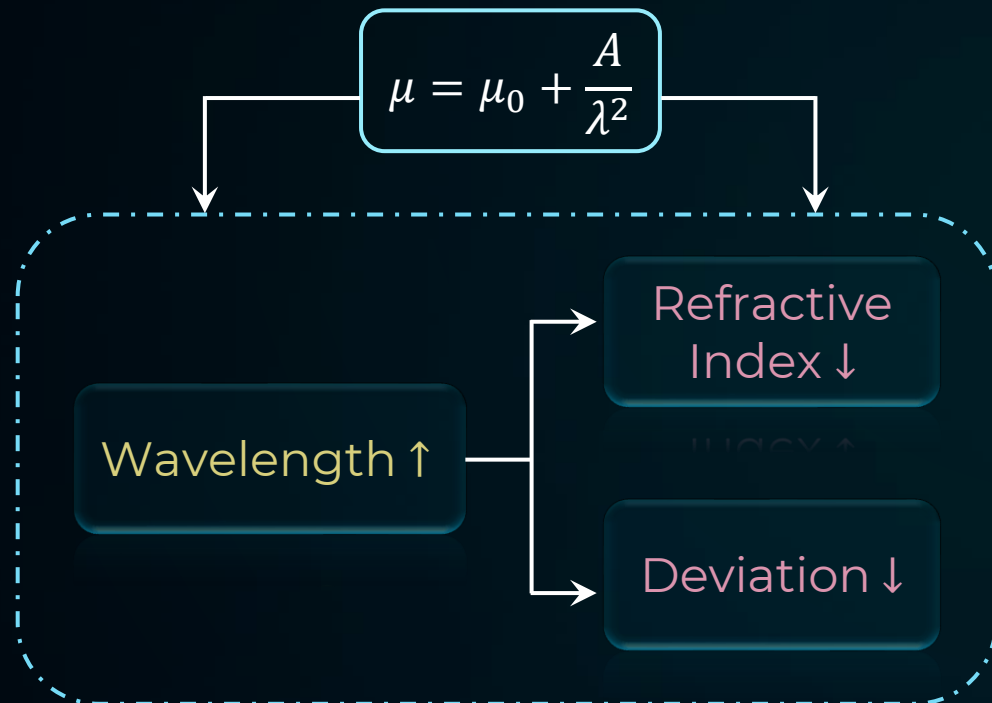 μ = μ₀ + A/λ²
Refractive
Index ↓
Wavelength ↑
Deviation ↓